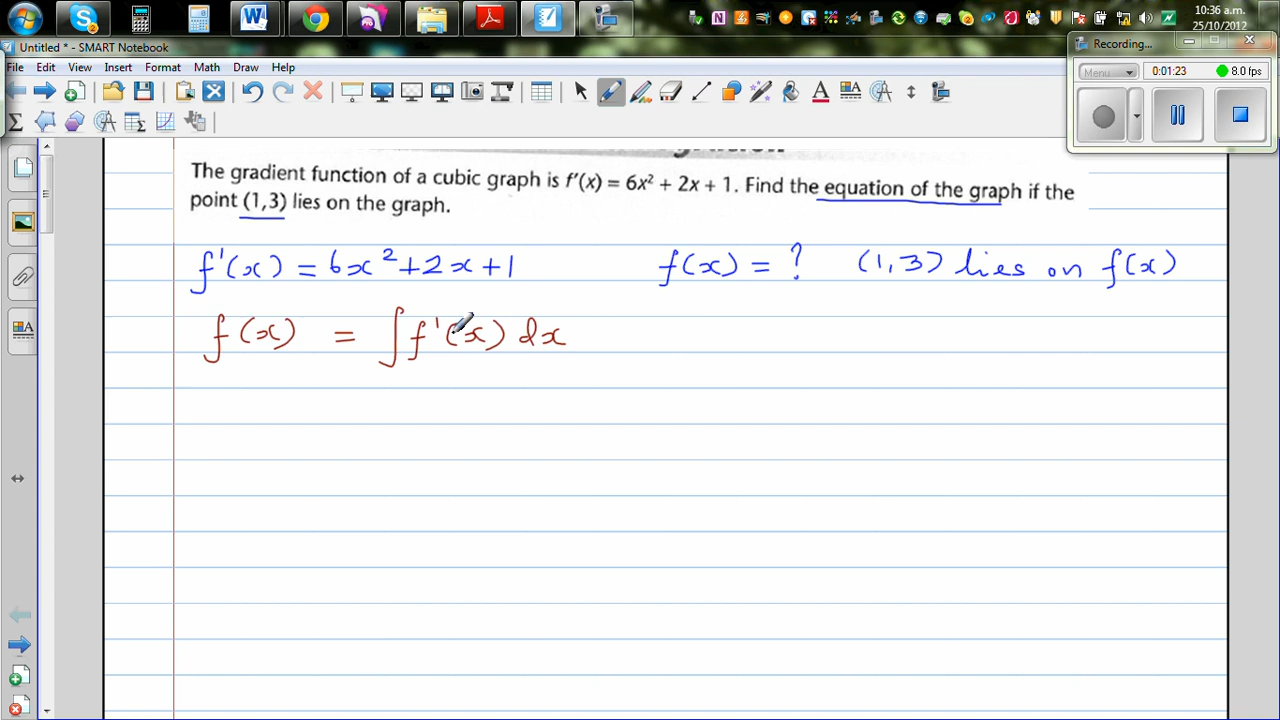 10:36 a.m.
25/10/2012
Untitled * - SMART Notebook
File Edit View Insert Format Math Draw Help
Recording...
Menu 0:01:23 8.0 fps
The gradient function of a cubic graph is f'(x) = 6x² + 2x + 1. Find the equation of the graph if the
point (1,3) lies on the graph.
f'(x) = 6x² + 2x + 1 f(x) = ? (1,3) lies on f(x)
f(x) = ∫f'(x) dx